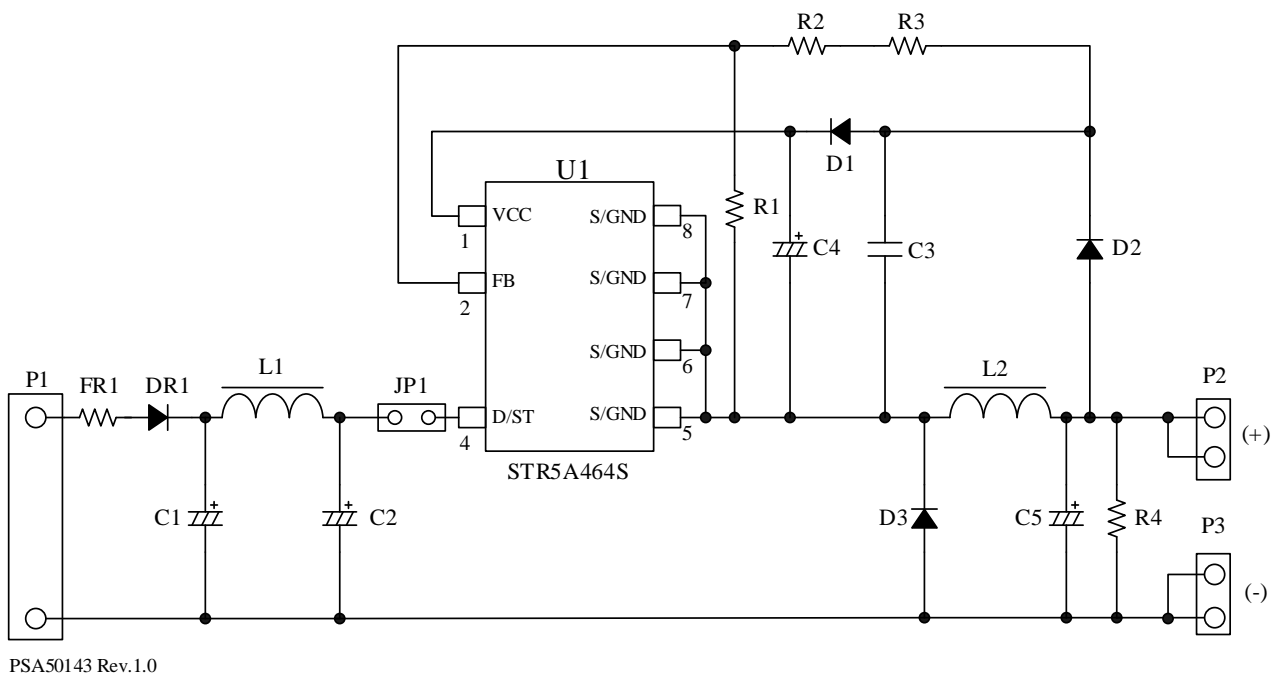 R2
R3
D1
U1
VCC
1
S/GND
8
R1
C4
+
C3
D2
FB
2
S/GND
7
S/GND
6
P1
FR1
DR1
L1
JP1
D/ST
4
S/GND
5
L2
P2
(+)
STR5A464S
C1
+
C2
+
D3
C5
+
R4
P3
(-)
PSA50143 Rev.1.0